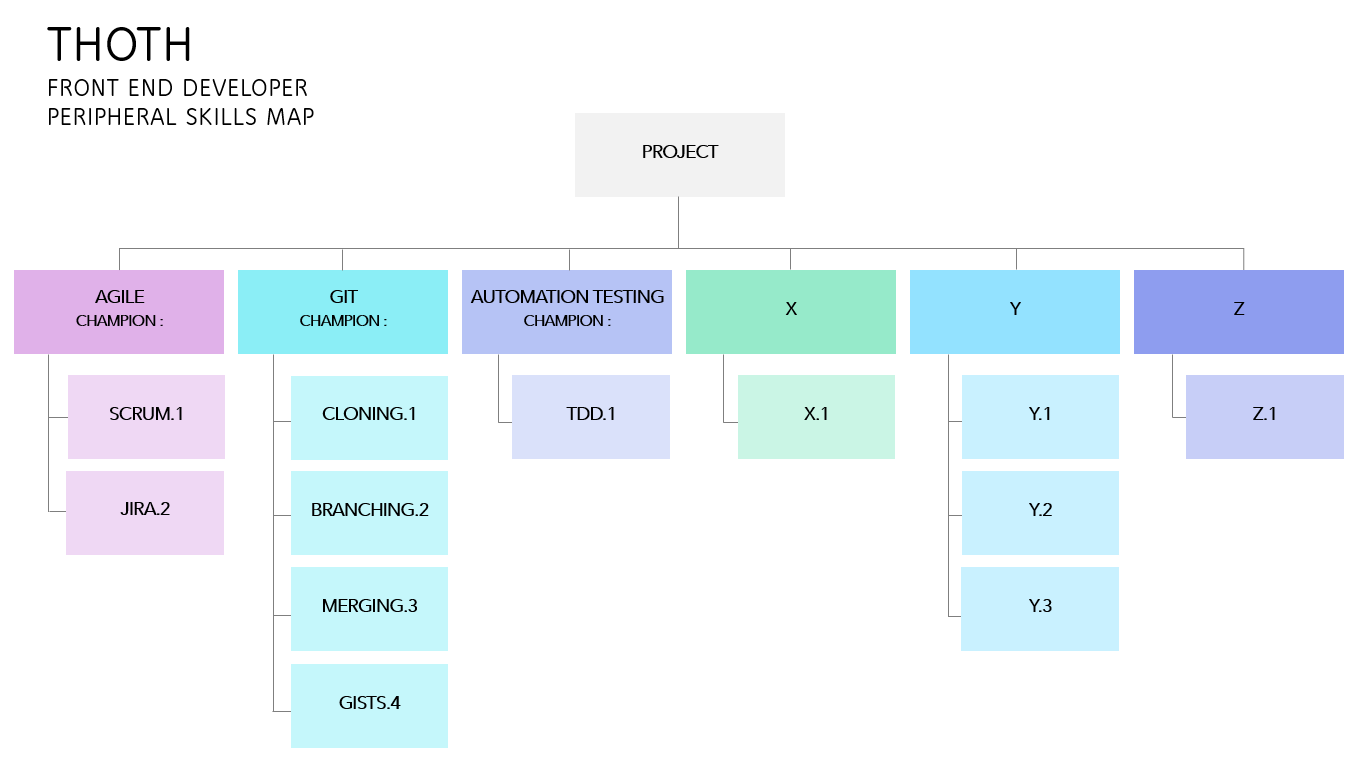 THOTH
FRONT END DEVELOPER
PERIPHERAL SKILLS MAP
PROJECT
AGILE
CHAMPION :
GIT
CHAMPION :
AUTOMATION TESTING
CHAMPION :
X
Y
Z
SCRUM.1
CLONING.1
TDD.1
X.1
Y.1
Z.1
JIRA.2
BRANCHING.2
Y.2
MERGING.3
Y.3
GISTS.4